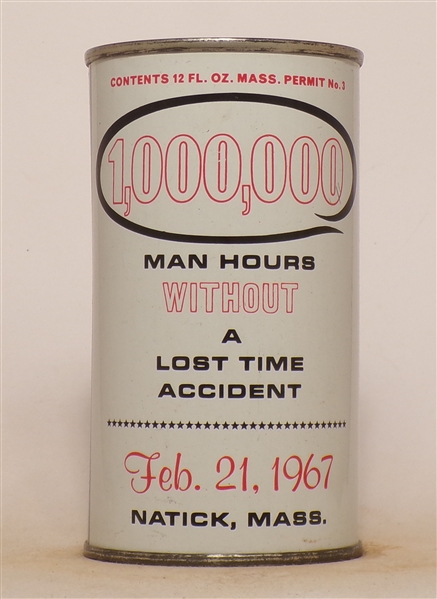 CONTENTS 12 FL. OZ. MASS. PERMIT No. 3
1,000,000
MAN HOURS
WITHOUT
A
LOST TIME
ACCIDENT
Feb. 21, 1967
NATICK, MASS.